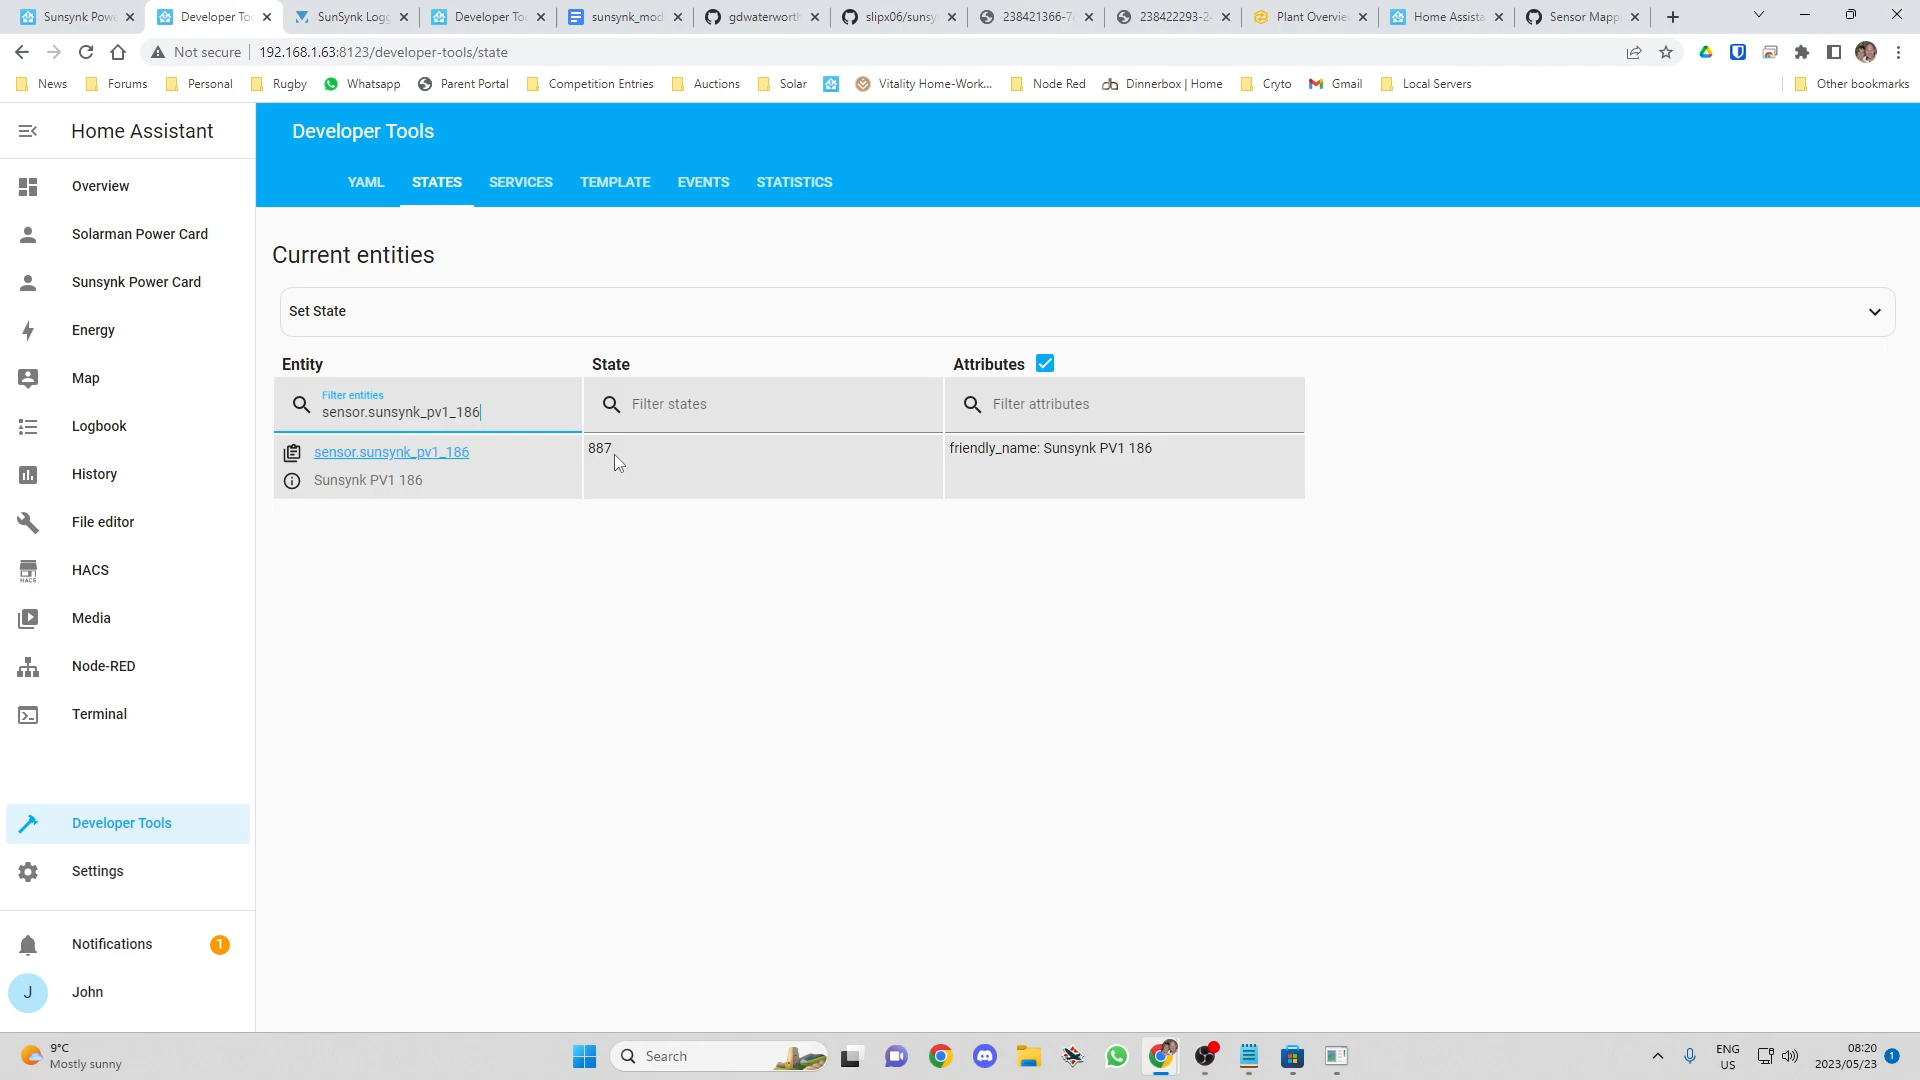 Sunsynk Powe
Developer Too
SunSynk Logg
Developer Too
sunsynk_mod
gdwaterworth
slipx06/sunsy
238421366-7
238422293-2
Plant Overvie
Home Assista
Sensor Mapp
Not secure
192.168.1.63:8123/developer-tools/state
News
Forums
Personal
Rugby
Whatsapp
Parent Portal
Competition Entries
Auctions
Solar
Vitality Home-Work...
Node Red
Dinnerbox | Home
Cryto
Gmail
Local Servers
Other bookmarks
Home Assistant
Developer Tools
YAML
STATES
SERVICES
TEMPLATE
EVENTS
STATISTICS
Overview
Solarman Power Card
Sunsynk Power Card
Energy
Map
Logbook
History
File editor
HACS
HACS
Media
Node-RED
Terminal
Developer Tools
Settings
Notifications
1
J
John
Current entities
Set State
Entity
State
Attributes
Filter entities
sensor.sunsynk_pv1_186
Filter states
Filter attributes
sensor.sunsynk_pv1_186
887
friendly_name: Sunsynk PV1 186
Sunsynk PV1 186
9°C
Mostly sunny
Search
ENG
US
08:20
2023/05/23
1